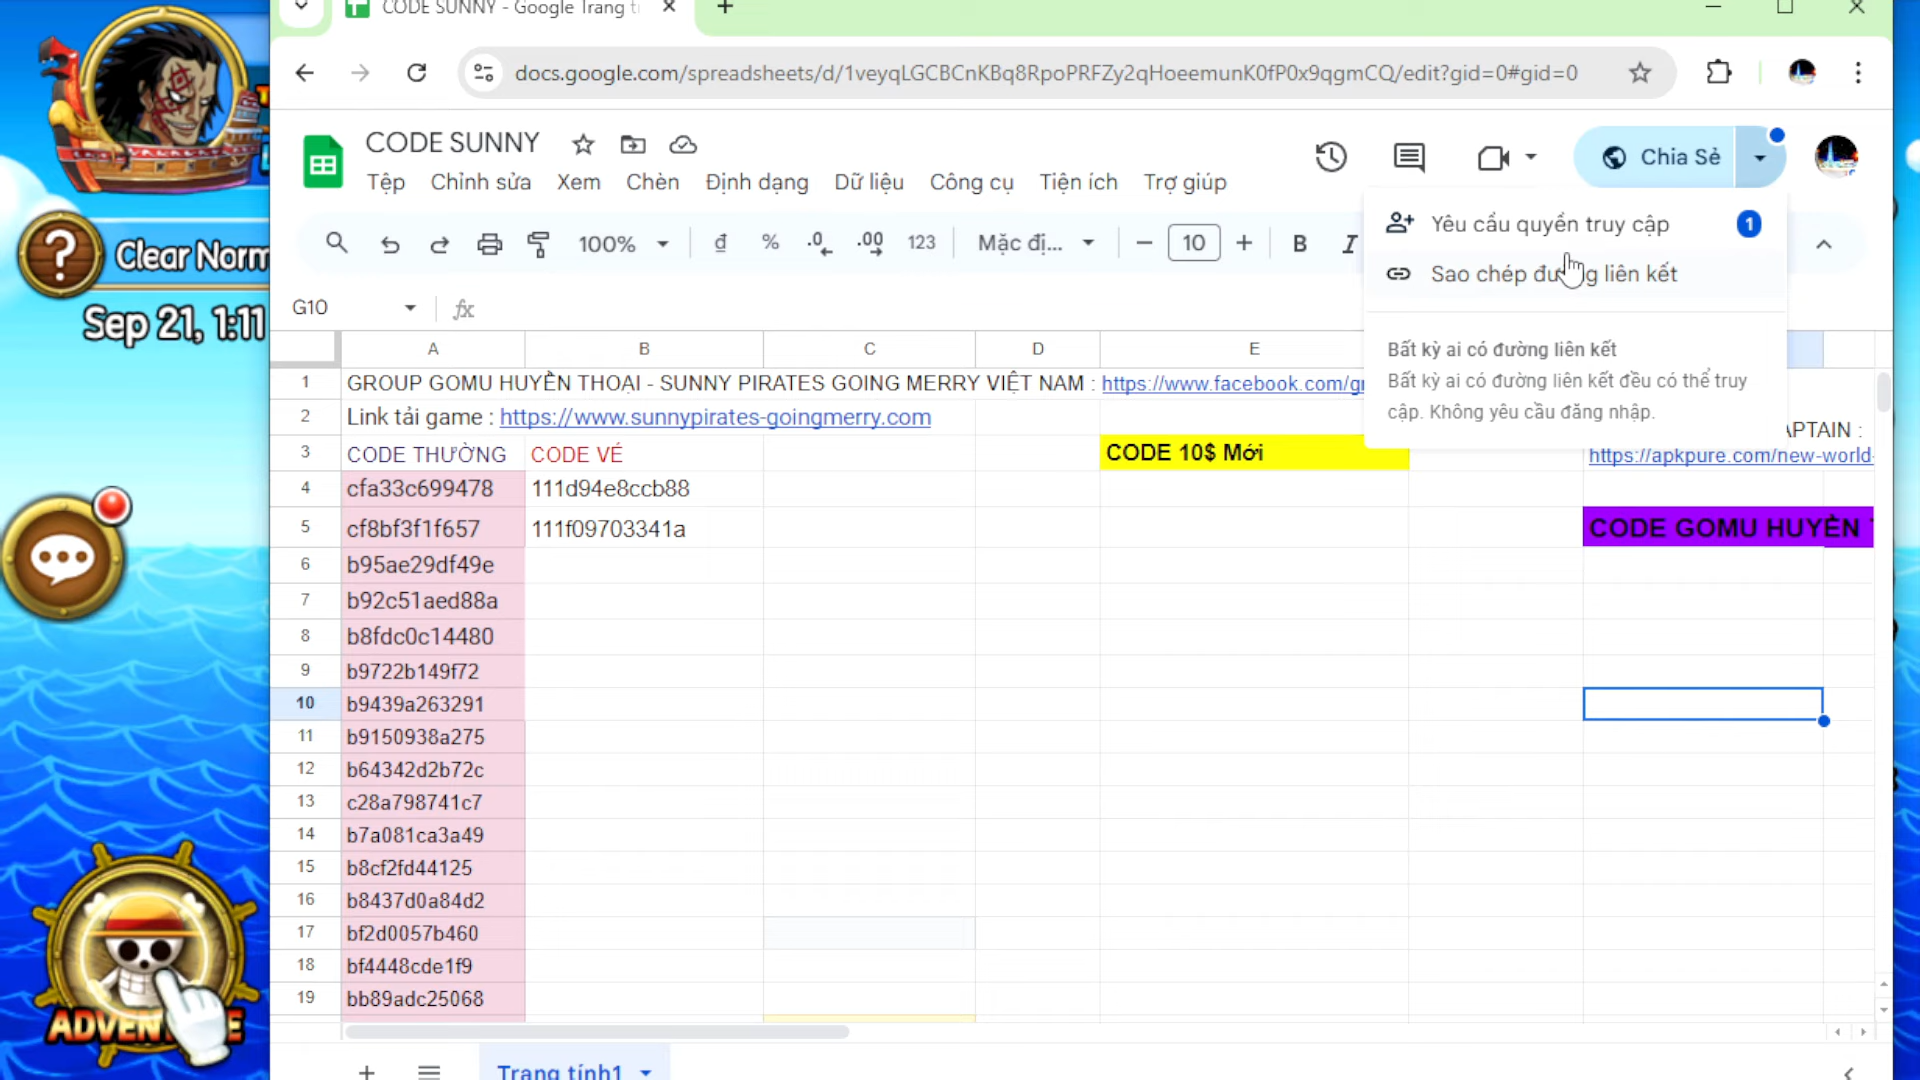 CODE SUNNY - Google Trang t
docs.google.com/spreadsheets/d/1veyqLGCBCnKBq8RpoPRFZy2qHoeemunK0fP0x9qgmCQ/edit?gid=0#gid=0
CODE SUNNY
Chia Sẻ
Tệp Chỉnh sửa Xem Chèn Định dạng Dữ liệu Công cụ Tiện ích Trợ giúp
Yêu cầu quyền truy cập 1
100% đ % .0 .00 123 Mặc đị... 10 B I
Sao chép đường liên kết
Clear Norm
Sep 21, 1:11
G10 fx
Bất kỳ ai có đường liên kết
Bất kỳ ai có đường liên kết đều có thể truy
cập. Không yêu cầu đăng nhập.
A B C D E
1 GROUP GOMU HUYỀN THOẠI - SUNNY PIRATES GOING MERRY VIỆT NAM : https://www.facebook.com/gr
2 Link tải game : https://www.sunnypirates-goingmerry.com
APTAIN :
3 CODE THƯỜNG CODE VÉ CODE 10$ Mới https://apkpure.com/new-world-
4 cfa33c699478 111d94e8ccb88
5 cf8bf3f1f657 111f09703341a CODE GOMU HUYỀN
6 b95ae29df49e
7 b92c51aed88a
8 b8fdc0c14480
9 b9722b149f72
10 b9439a263291
11 b9150938a275
12 b64342d2b72c
13 c28a798741c7
14 b7a081ca3a49
15 b8cf2fd44125
16 b8437d0a84d2
17 bf2d0057b460
18 bf4448cde1f9
19 bb89adc25068
ADVENTURE
Trang tính1